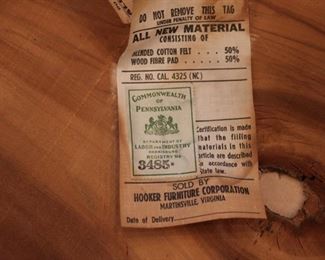 DO NOT REMOVE THIS TAG
UNDER PENALTY OF LAW
ALL NEW MATERIAL
CONSISTING OF
BLENDED COTTON FELT . . . 50%
WOOD FIBRE PAD . . . . . 50%
REG. NO. CAL. 4325 (NC)
COMMONWEALTH
OF
PENNSYLVANIA
DEPARTMENT OF
LABOR AND INDUSTRY
HARRISBURG
REGISTRY NO
3485*
Certification is made
that the filling
materials in this
article are described
in accordance with
State law.
SOLD BY
HOOKER FURNITURE CORPORATION
MARTINSVILLE, VIRGINIA
Date of Delivery